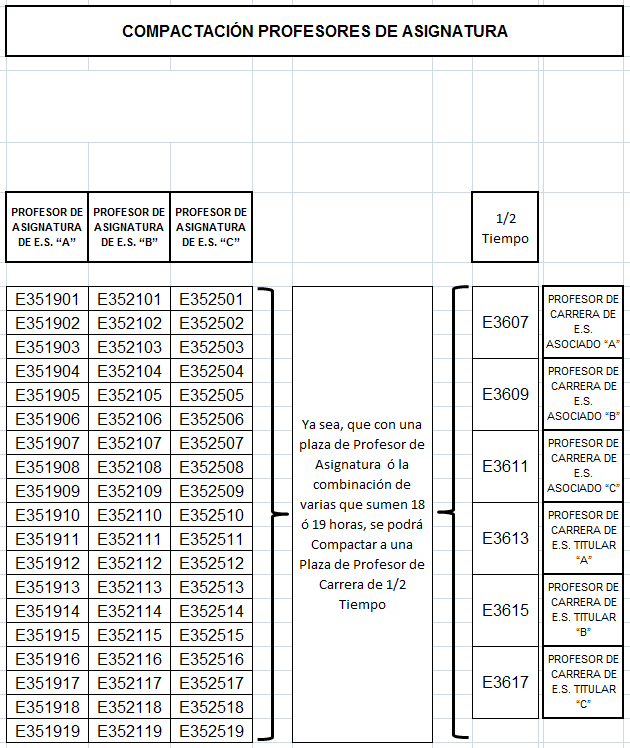 COMPACTACIÓN PROFESORES DE ASIGNATURA
PROFESOR DE
ASIGNATURA
DE E.S. “A”
PROFESOR DE
ASIGNATURA
DE E.S. “B”
PROFESOR DE
ASIGNATURA
DE E.S. “C”
1/2
Tiempo
E351901 E352101 E352501
E351902 E352102 E352502
E351903 E352103 E352503
E351904 E352104 E352504
E351905 E352105 E352505
E351906 E352106 E352506
E351907 E352107 E352507
E351908 E352108 E352508
E351909 E352109 E352509
E351910 E352110 E352510
E351911 E352111 E352511
E351912 E352112 E352512
E351913 E352113 E352513
E351914 E352114 E352514
E351915 E352115 E352515
E351916 E352116 E352516
E351917 E352117 E352517
E351918 E352118 E352518
E351919 E352119 E352519
Ya sea, que con una
plaza de Profesor de
Asignatura ó la
combinación de
varias que sumen 18
ó 19 horas, se podrá
Compactar a una
Plaza de Profesor de
Carrera de 1/2
Tiempo
E3607
PROFESOR DE
CARRERA DE
E.S.
ASOCIADO “A”
E3609
PROFESOR DE
CARRERA DE
E.S.
ASOCIADO “B”
E3611
PROFESOR DE
CARRERA DE
E.S.
ASOCIADO “C”
E3613
PROFESOR DE
CARRERA DE
E.S. TITULAR
“A”
E3615
PROFESOR DE
CARRERA DE
E.S. TITULAR
“B”
E3617
PROFESOR DE
CARRERA DE
E.S. TITULAR
“C”